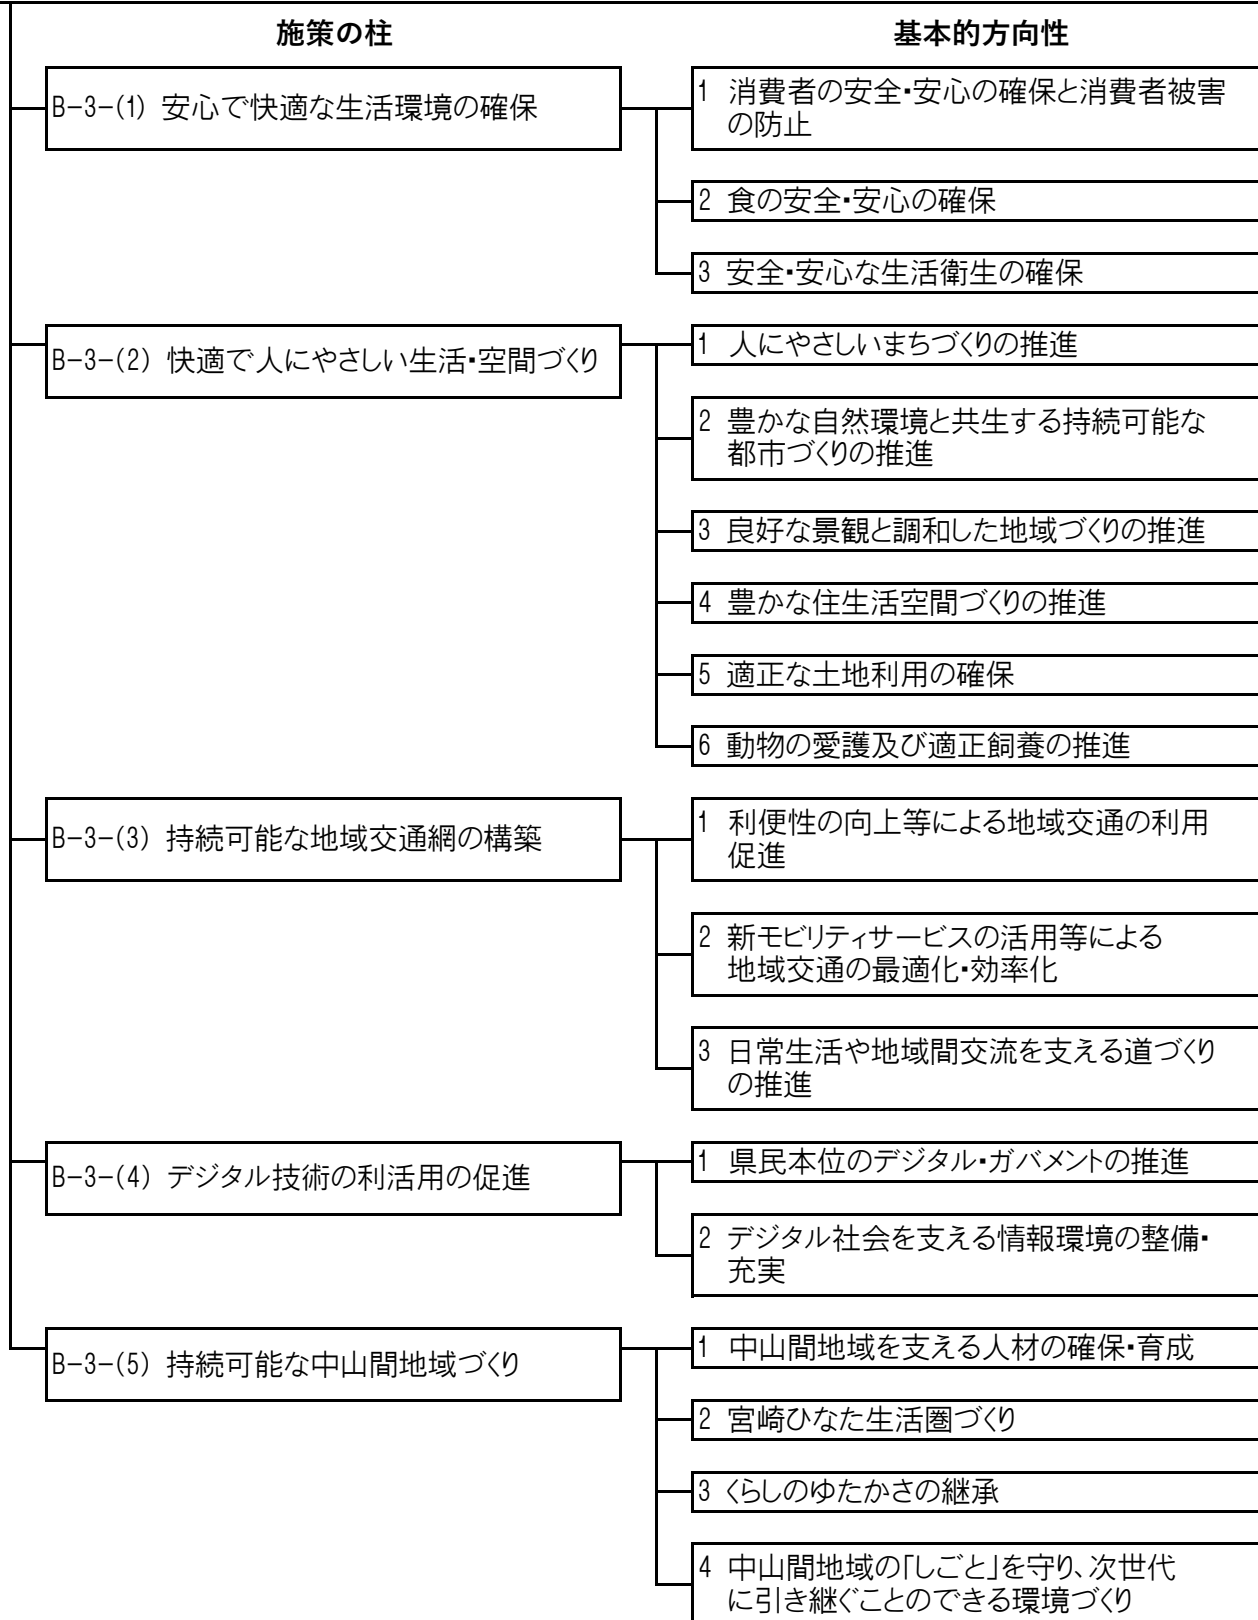 施策の柱
基本的方向性
B-3-(1) 安心で快適な生活環境の確保
1 消費者の安全・安心の確保と消費者被害
の防止
2 食の安全・安心の確保
3 安全・安心な生活衛生の確保
B-3-(2) 快適で人にやさしい生活・空間づくり
1 人にやさしいまちづくりの推進
2 豊かな自然環境と共生する持続可能な
都市づくりの推進
3 良好な景観と調和した地域づくりの推進
4 豊かな住生活空間づくりの推進
5 適正な土地利用の確保
6 動物の愛護及び適正飼養の推進
B-3-(3) 持続可能な地域交通網の構築
1 利便性の向上等による地域交通の利用
促進
2 新モビリティサービスの活用等による
地域交通の最適化・効率化
3 日常生活や地域間交流を支える道づくり
の推進
B-3-(4) デジタル技術の利活用の促進
1 県民本位のデジタル・ガバメントの推進
2 デジタル社会を支える情報環境の整備・
充実
B-3-(5) 持続可能な中山間地域づくり
1 中山間地域を支える人材の確保・育成
2 宮崎ひなた生活圏づくり
3 くらしのゆたかさの継承
4 中山間地域の「しごと」を守り、次世代
に引き継ぐことのできる環境づくり